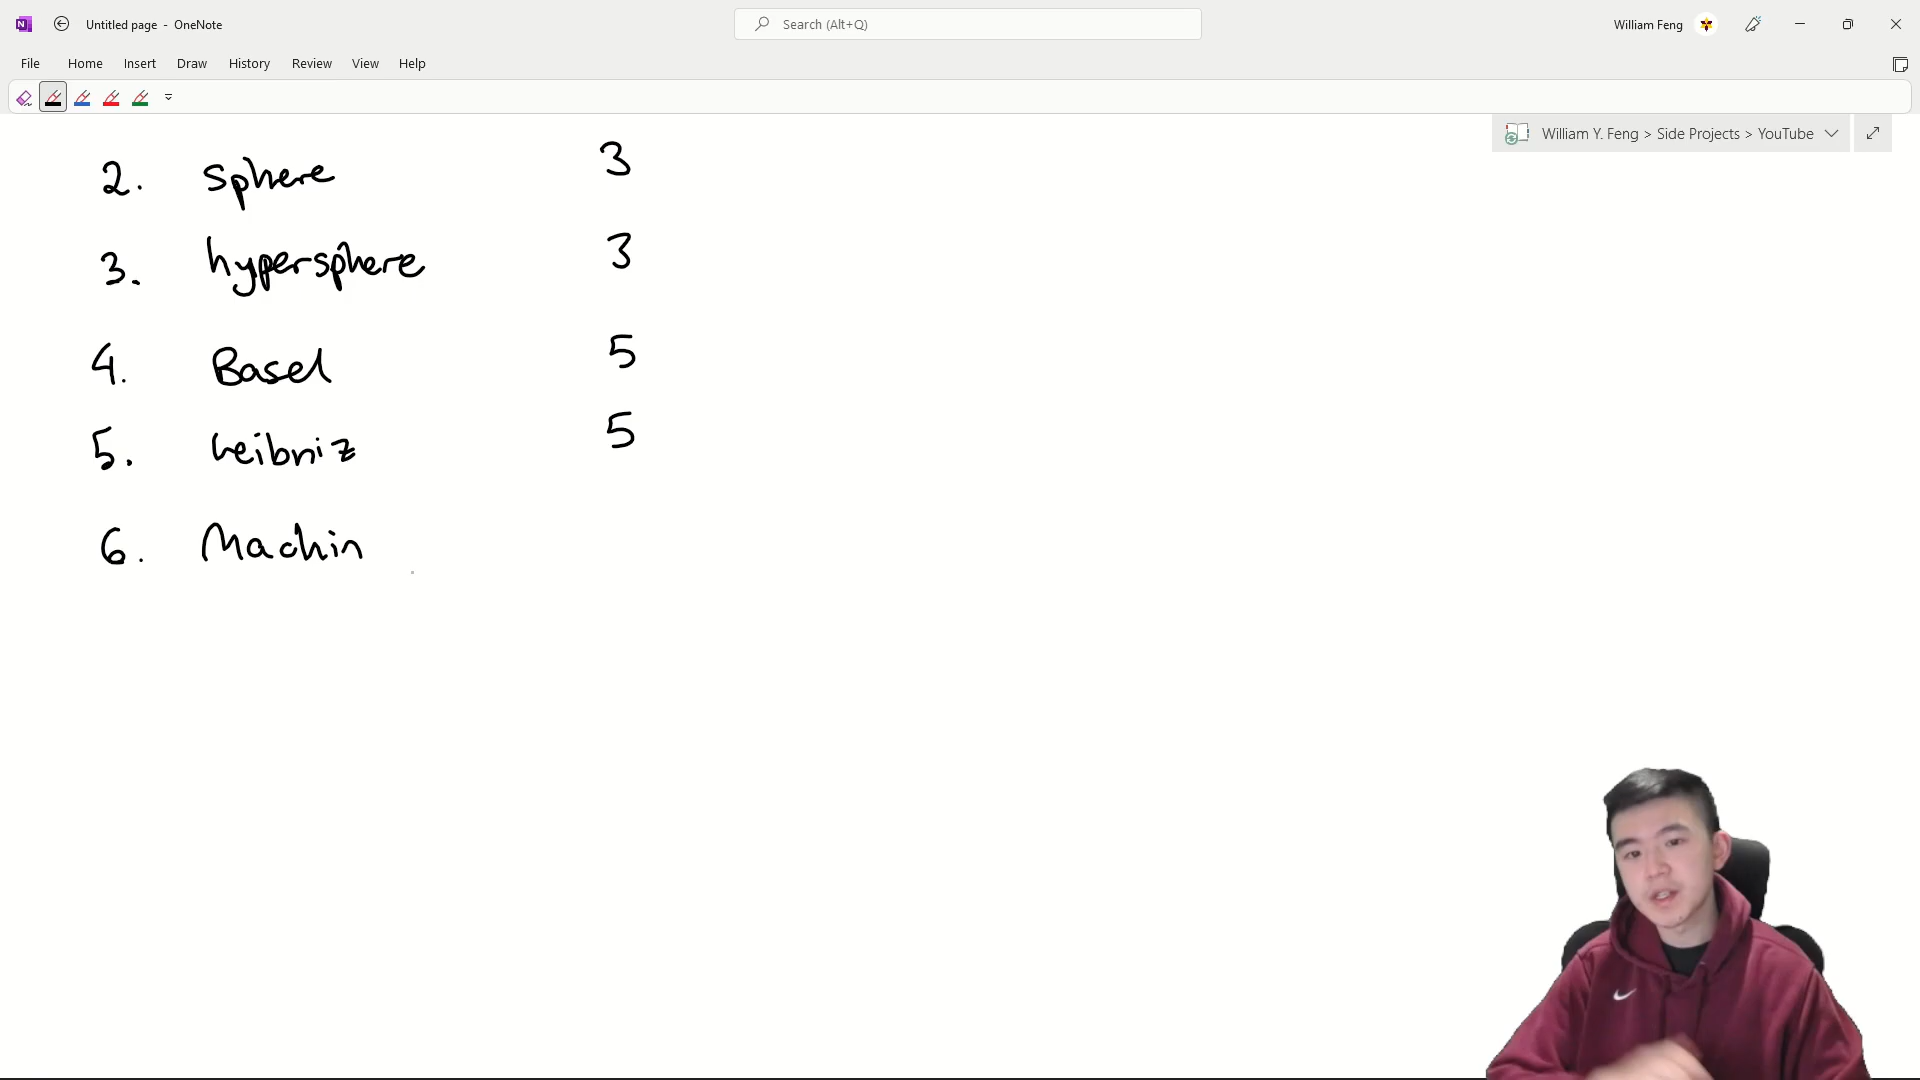 Untitled page - OneNote
Search (Alt+Q)
William Feng
File Home Insert Draw History Review View Help
William Y. Feng > Side Projects > YouTube
2. sphere 3
3. hypersphere 3
4. Basel 5
5. Leibniz 5
6. Machin